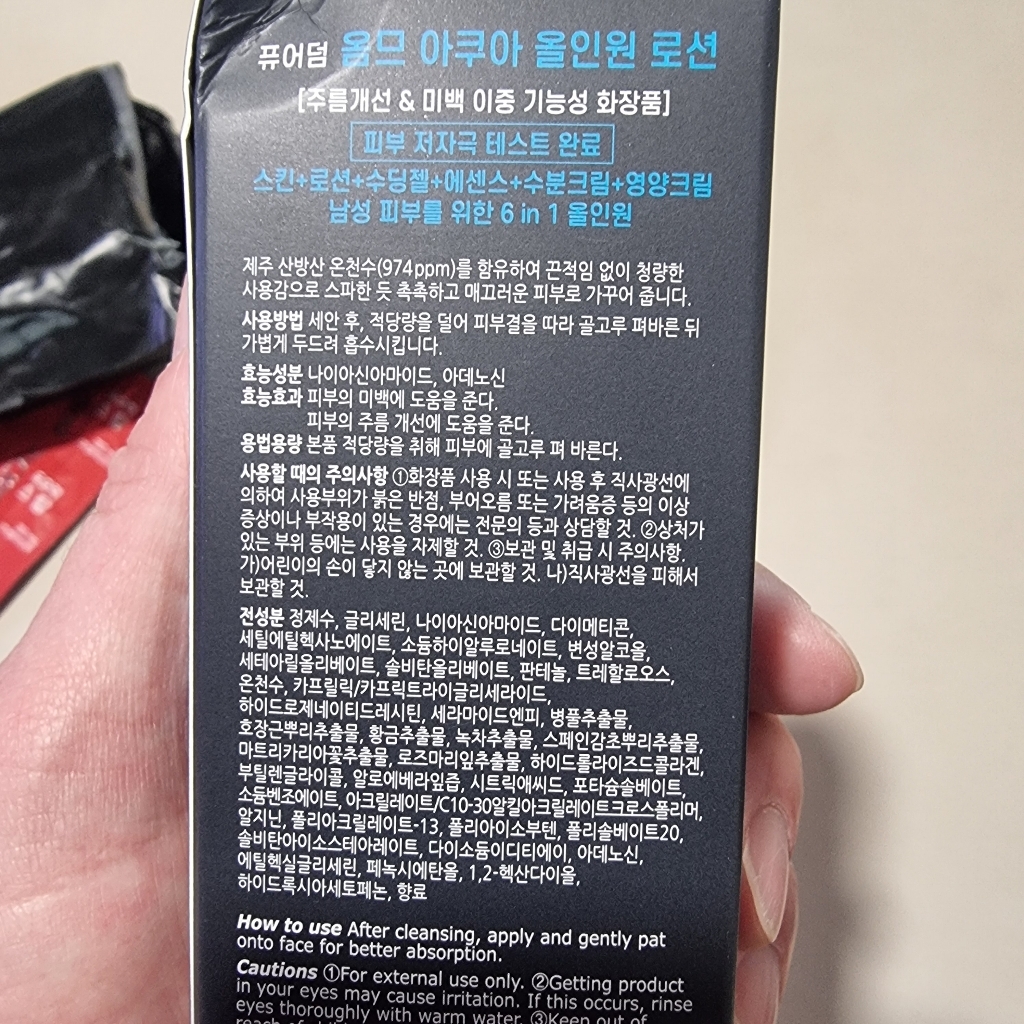 퓨어덤 옴므 아쿠아 올인원 로션
[주름개선 & 미백 이중 기능성 화장품]
피부 저자극 테스트 완료
스킨+로션+수딩젤+에센스+수분크림+영양크림
남성 피부를 위한 6 in 1 올인원
제주 산방산 온천수(974ppm)를 함유하여 끈적임 없이 청량한
사용감으로 스파한 듯 촉촉하고 매끄러운 피부로 가꾸어 줍니다.
사용방법 세안 후, 적당량을 덜어 피부결을 따라 골고루 펴바른 뒤
가볍게 두드려 흡수시킵니다.
효능성분 나이아신아마이드, 아데노신
효능효과 피부의 미백에 도움을 준다.
피부의 주름 개선에 도움을 준다.
용법용량 본품 적당량을 취해 피부에 골고루 펴 바른다.
사용할 때의 주의사항 ①화장품 사용 시 또는 사용 후 직사광선에
의하여 사용부위가 붉은 반점, 부어오름 또는 가려움증 등의 이상
증상이나 부작용이 있는 경우에는 전문의 등과 상담할 것. ②상처가
있는 부위 등에는 사용을 자제할 것. ③보관 및 취급 시 주의사항.
가)어린이의 손이 닿지 않는 곳에 보관할 것. 나)직사광선을 피해서
보관할 것.
전성분 정제수, 글리세린, 나이아신아마이드, 다이메티콘,
세틸에틸헥사노에이트, 소듐하이알루로네이트, 변성알코올,
세테아릴올리베이트, 솔비탄올리베이트, 판테놀, 트레할로오스,
온천수, 카프릴릭/카프릭트라이글리세라이드,
하이드로제네이티드레시틴, 세라마이드엔피, 병풀추출물,
호장근뿌리추출물, 황금추출물, 녹차추출물, 스페인감초뿌리추출물,
마트리카리아꽃추출물, 로즈마리잎추출물, 하이드롤라이즈드콜라겐,
부틸렌글라이콜, 알로에베라잎즙, 시트릭애씨드, 포타슘솔베이트,
소듐벤조에이트, 아크릴레이트/C10-30알킬아크릴레이트크로스폴리머,
알지닌, 폴리아크릴레이트-13, 폴리아이소부텐, 폴리솔베이트20,
솔비탄아이소스테아레이트, 다이소듐이디티에이, 아데노신,
에틸헥실글리세린, 페녹시에탄올, 1,2-헥산다이올,
하이드록시아세토페논, 향료
How to use After cleansing, apply and gently pat
onto face for better absorption.
Cautions ①For external use only. ②Getting product
in your eyes may cause irritation. If this occurs, rinse
eyes thoroughly with warm water. ③Keep out of